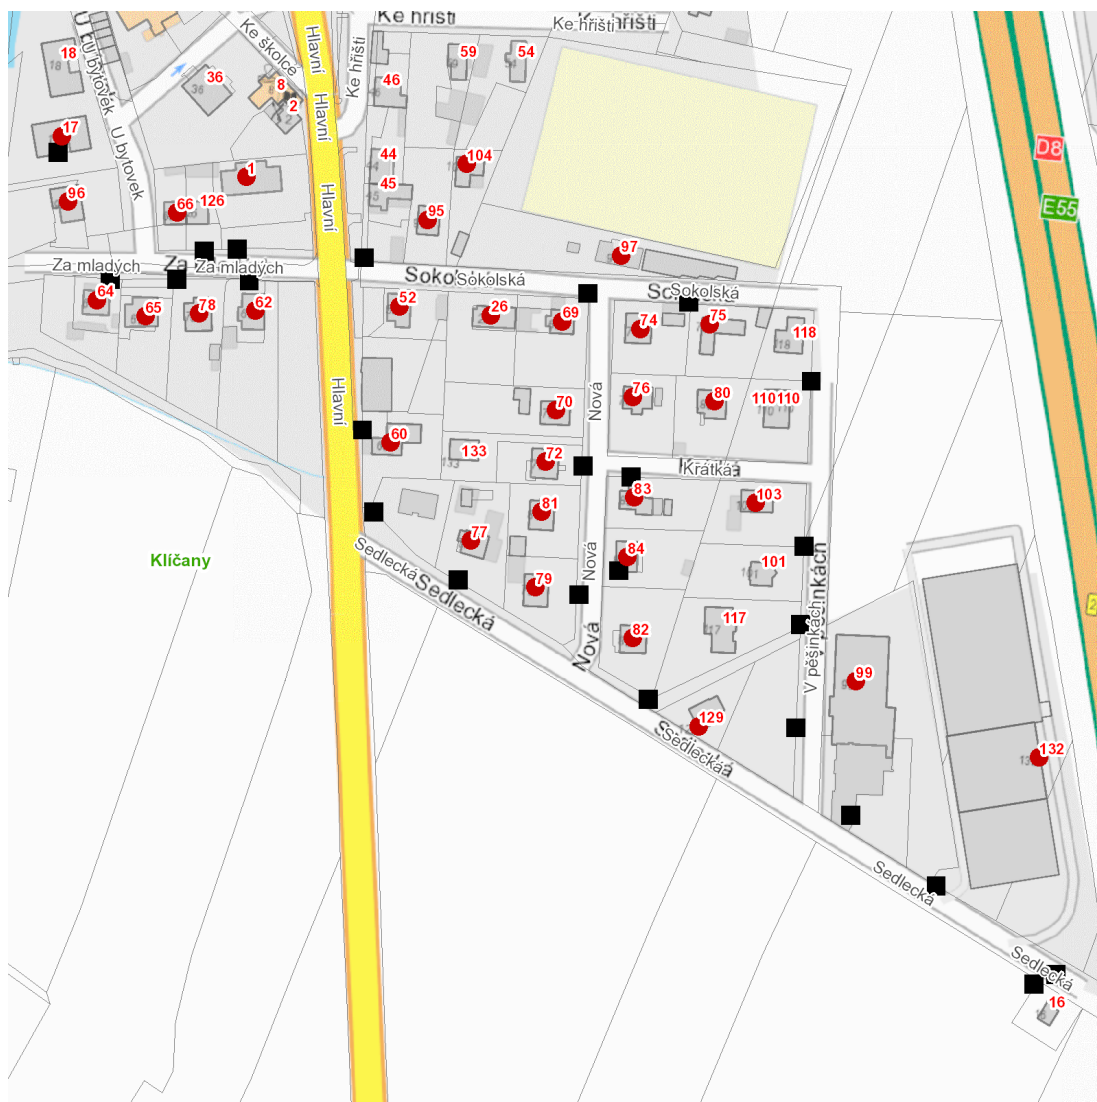 Ke hřišti
Ke hřišti
18
U bytovek
Ke školce
Hlavní
Ke hřišti
59
54
36
8
2
46
Hlavní
17
U bytovek
D8
44
104
1
45
96
66
126
Hlavní
95
E55
97
Za mladých
Za mladých
Sokolská
Sokolská
64
65
78
62
52
26
69
74
75
118
Hlavní
76
80
110
110
Nová
70
60
133
72
Krátká
83
103
81
77
84
101
Nová
Klíčany
Sedlecká
Sedlecká
79
117
82
Nová
V pěšinkách
99
129
Sedlecká
132
Sedlecká
Sedlecká
16